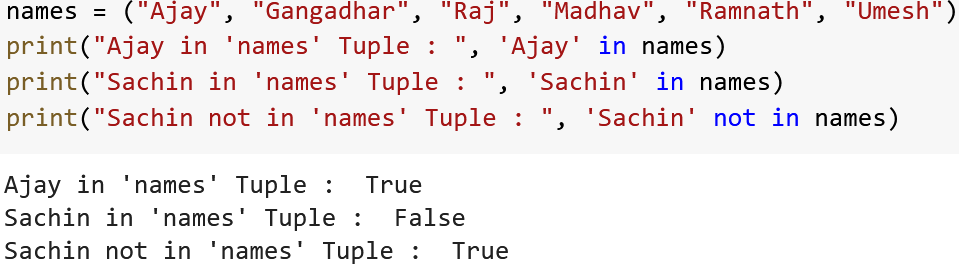 names = ("Ajay", "Gangadhar", "Raj", "Madhav", "Ramnath", "Umesh")
print("Ajay in 'names' Tuple : ", 'Ajay' in names)
print("Sachin in 'names' Tuple : ", 'Sachin' in names)
print("Sachin not in 'names' Tuple : ", 'Sachin' not in names)
Ajay in 'names' Tuple :  True
Sachin in 'names' Tuple :  False
Sachin not in 'names' Tuple :  True